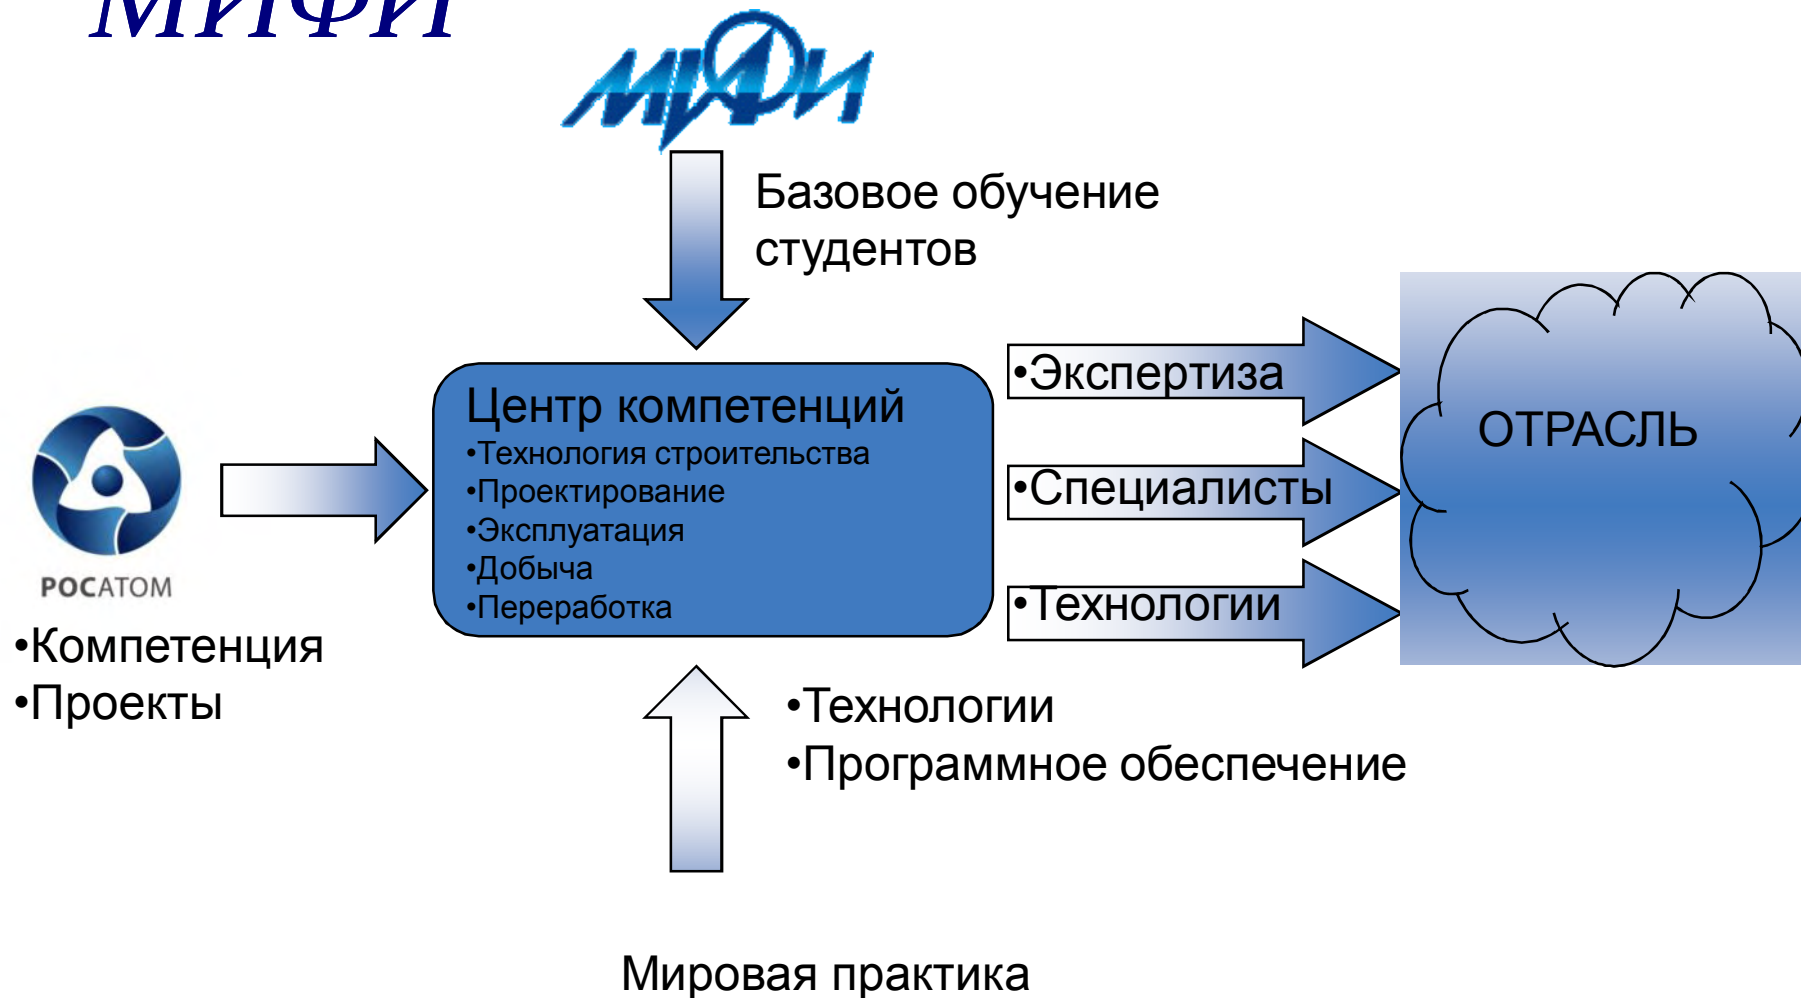 МИФИ
МИФИ
Базовое обучение
студентов
Центр компетенций
•Технология строительства
•Проектирование
•Эксплуатация
•Добыча
•Переработка
•Экспертиза
•Специалисты
•Технологии
ОТРАСЛЬ
РОСАТОМ
•Компетенция
•Проекты
•Технологии
•Программное обеспечение
Мировая практика